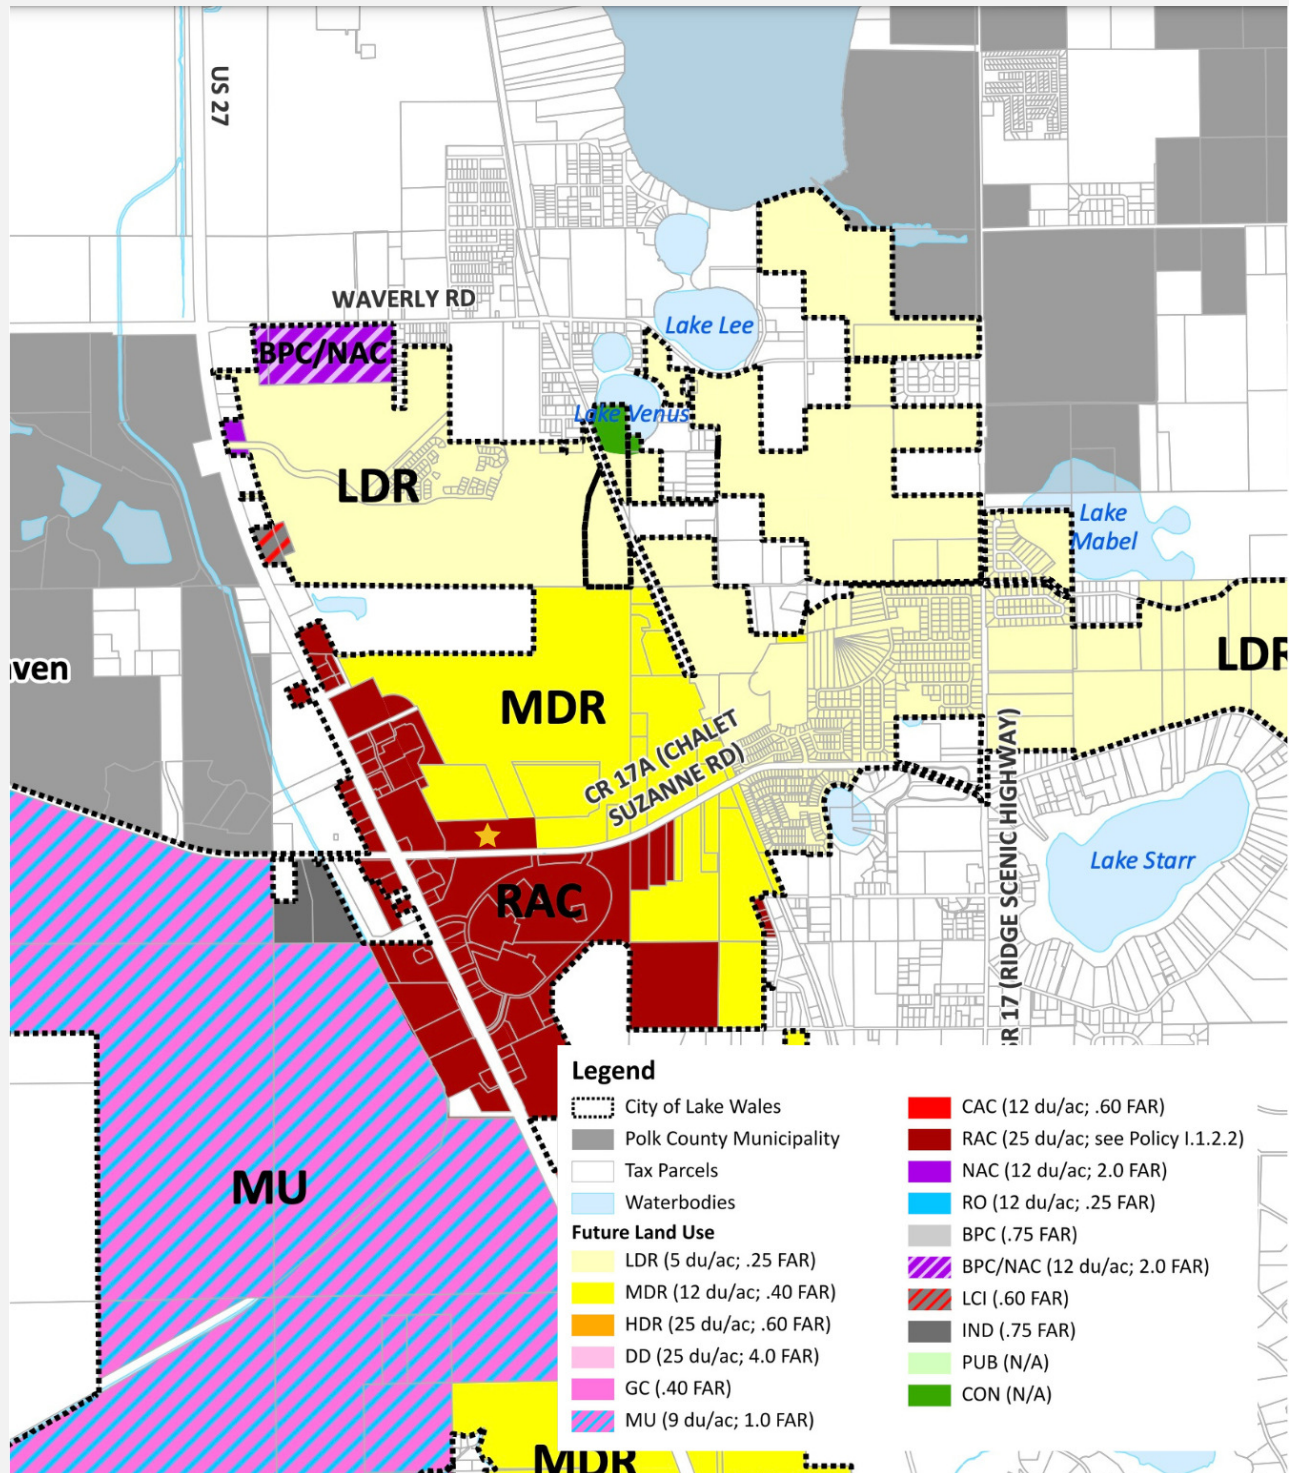 US 27
WAVERLY RD
Lake Lee
BPC/NAC
Lake Venus
LDR
Lake
Mabel
LDR
MDR
CR 17A (CHALET
SUZANNE RD)
SR 17 (RIDGE SCENIC HIGHWAY)
Lake Starr
RAC
MU
MDR
Legend
City of Lake Wales
Polk County Municipality
Tax Parcels
Waterbodies
Future Land Use
LDR (5 du/ac; .25 FAR)
MDR (12 du/ac; .40 FAR)
HDR (25 du/ac; .60 FAR)
DD (25 du/ac; 4.0 FAR)
GC (.40 FAR)
MU (9 du/ac; 1.0 FAR)
CAC (12 du/ac; .60 FAR)
RAC (25 du/ac; see Policy I.1.2.2)
NAC (12 du/ac; 2.0 FAR)
RO (12 du/ac; .25 FAR)
BPC (.75 FAR)
BPC/NAC (12 du/ac; 2.0 FAR)
LCI (.60 FAR)
IND (.75 FAR)
PUB (N/A)
CON (N/A)